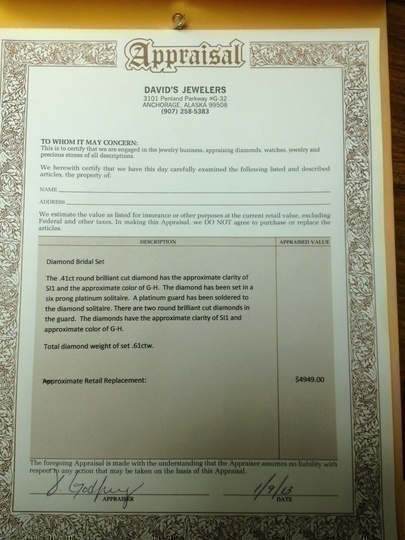 Appraisal
DAVID'S JEWELERS
3101 Penland Parkway #G-32
ANCHORAGE, ALASKA 99508
(907) 258-5383
TO WHOM IT MAY CONCERN:
This is to certify that we are engaged in the jewelry business, appraising diamonds, watches, jewelry and
precious stones of all descriptions.
We herewith certify that we have this day carefully examined the following listed and described
articles, the property of:
NAME
ADDRESS
We estimate the value as listed for insurance or other purposes at the current retail value, excluding
Federal and other taxes. In making this Appraisal, we DO NOT agree to purchase or replace the
articles.
DESCRIPTION APPRAISED VALUE
Diamond Bridal Set
The .41ct round brilliant cut diamond has the approximate clarity of
SI1 and the approximate color of G-H. The diamond has been set in a
six prong platinum solitaire. A platinum guard has been soldered to
the diamond solitaire. There are two round brilliant cut diamonds in
the guard. The diamonds have the approximate clarity of SI1 and
approximate color of G-H.
Total diamond weight of set .61ctw.
Approximate Retail Replacement: $4949.00
The foregoing Appraisal is made with the understanding that the Appraiser assumes no liability with
respect to any action that may be taken on the basis of this Appraisal.
S. Godfrey 1/9/13
APPRAISER DATE